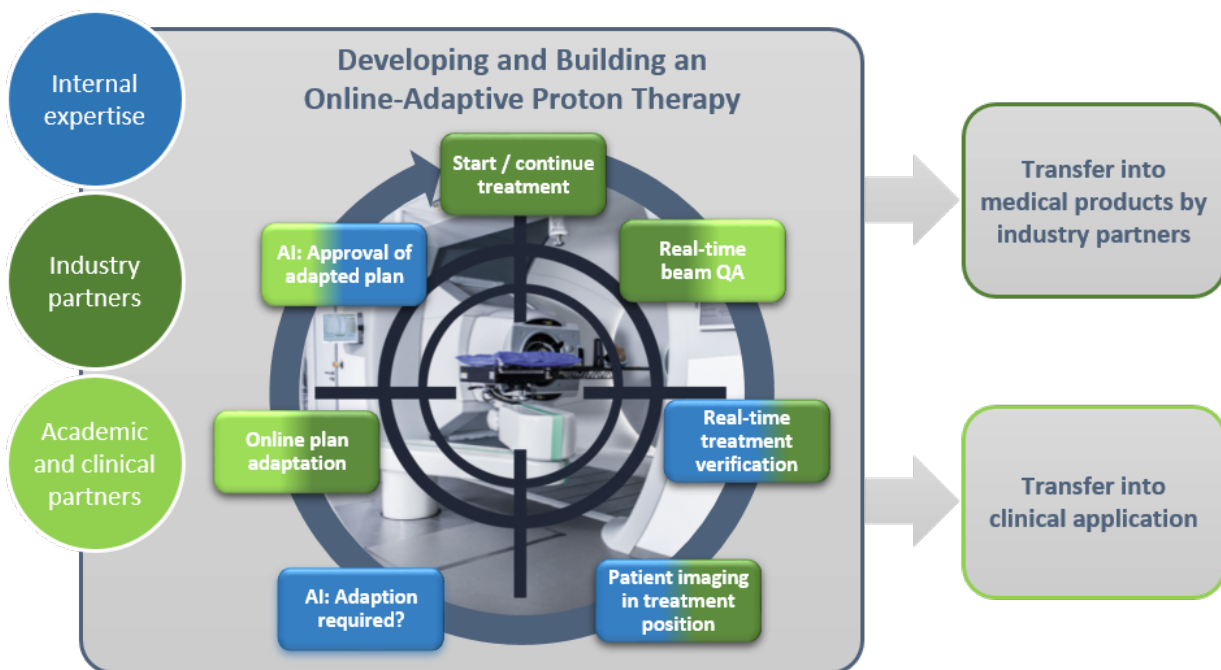 Internal
expertise
Industry
partners
Academic
and clinical
partners
Developing and Building an
Online-Adaptive Proton Therapy
Start / continue
treatment
Real-time
beam QA
Real-time
treatment
verification
Patient imaging
in treatment
position
AI: Adaption
required?
Online plan
adaptation
AI: Approval of
adapted plan
Transfer into
medical products by
industry partners
Transfer into
clinical application